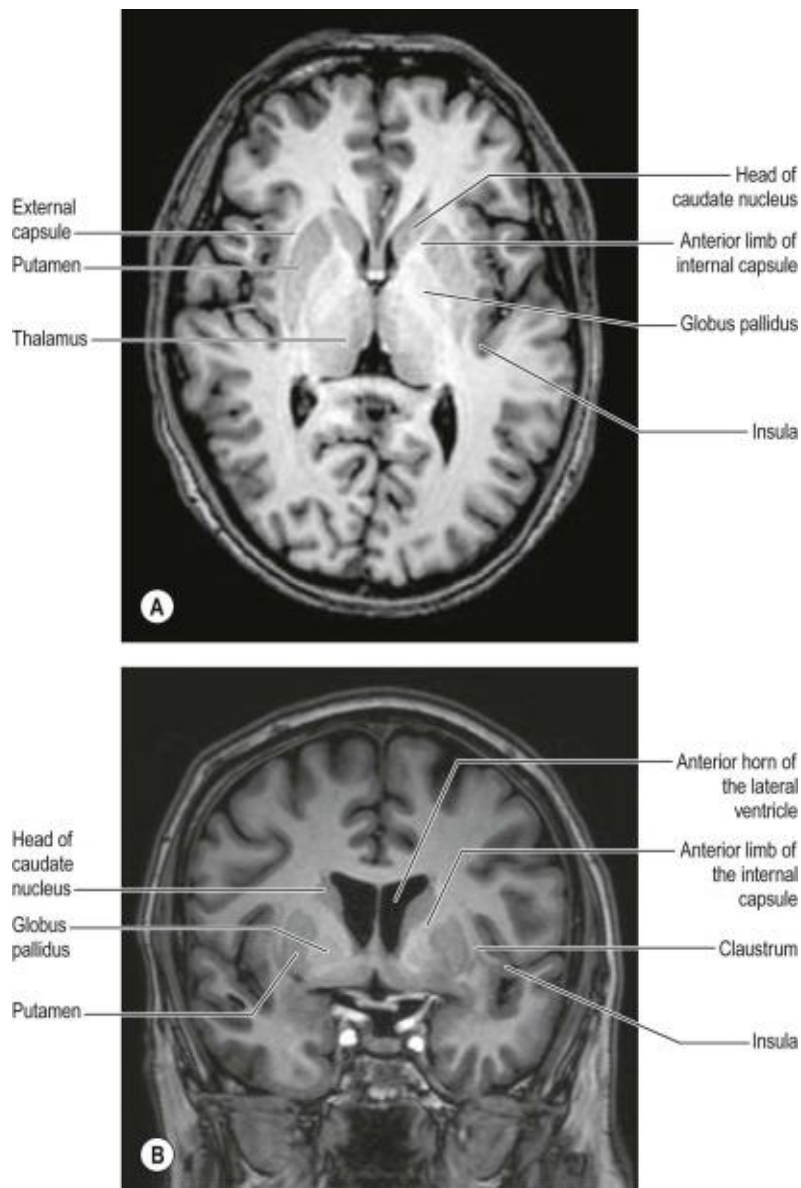 External
capsule
Putamen
Thalamus
Head of
caudate nucleus
Anterior limb of
internal capsule
Globus pallidus
Insula
A
Head of
caudate
nucleus
Globus
pallidus
Putamen
Anterior horn of
the lateral
ventricle
Anterior limb of
the internal
capsule
Claustrum
Insula
B